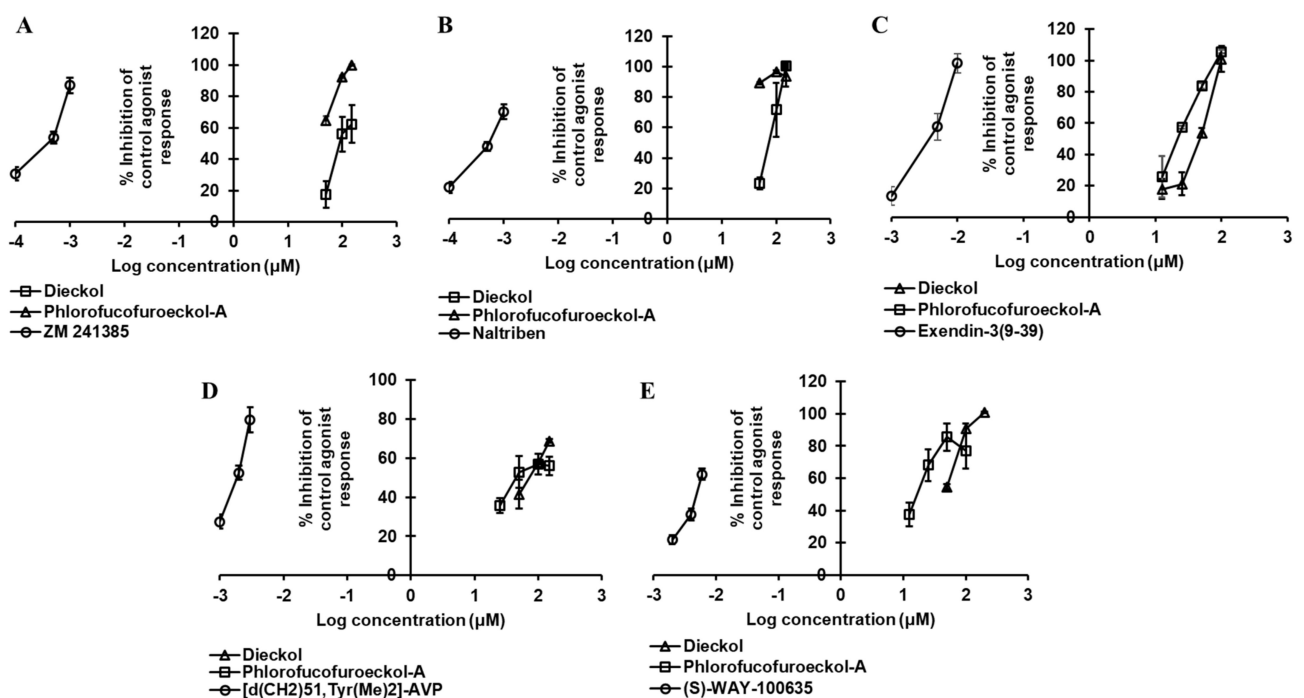 A
% Inhibition of
control agonist
response
120
100
80
60
40
20
0
-4 -3 -2 -1 0 1 2 3
Log concentration (µM)
Dieckol
Phlorofucofuroeckol-A
ZM 241385
B
% Inhibition of
control agonist
response
120
100
80
60
40
20
0
-4 -3 -2 -1 0 1 2 3
Log concentration (µM)
Dieckol
Phlorofucofuroeckol-A
Naltriben
C
% Inhibition of
control agonist
response
120
100
80
60
40
20
0
-3 -2 -1 0 1 2 3
Log concentration (µM)
Dieckol
Phlorofucofuroeckol-A
Exendin-3(9-39)
D
% Inhibition of
control agonist
response
100
80
60
40
20
0
-3 -2 -1 0 1 2 3
Log concentration (µM)
Dieckol
Phlorofucofuroeckol-A
[d(CH2)51,Tyr(Me)2]-AVP
E
% Inhibition of
control agonist
response
120
100
80
60
40
20
0
-3 -2 -1 0 1 2 3
Log concentration (µM)
Dieckol
Phlorofucofuroeckol-A
(S)-WAY-100635